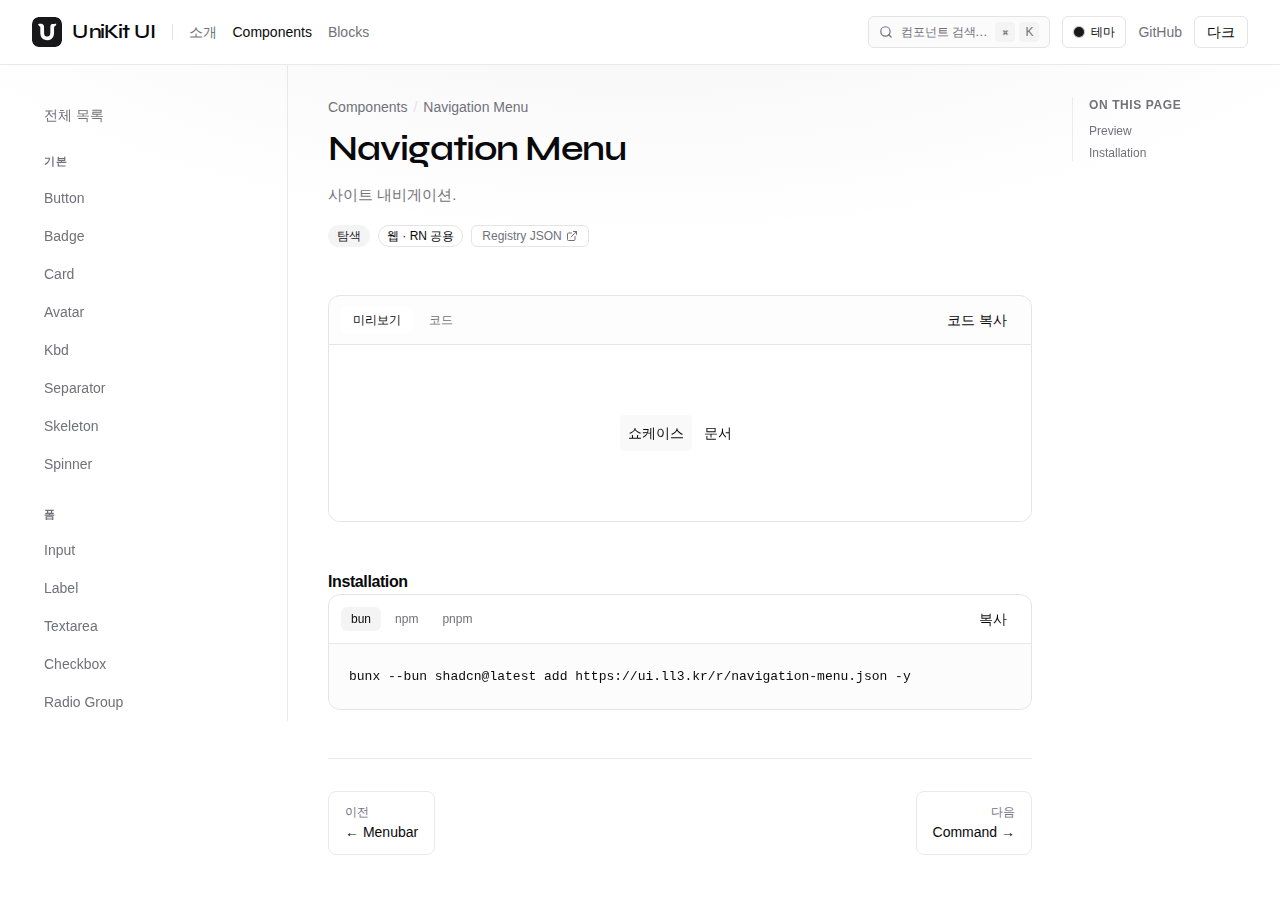 UniKit UI
소개
Components
Blocks
컴포넌트 검색…
⌘
K
테마
GitHub
다크
전체 목록
기본
Button
Badge
Card
Avatar
Kbd
Separator
Skeleton
Spinner
폼
Input
Label
Textarea
Checkbox
Radio Group
Components / Navigation Menu
Navigation Menu
사이트 내비게이션.
탐색
웹 · RN 공용
Registry JSON
미리보기
코드
코드 복사
쇼케이스
문서
Installation
bun
npm
pnpm
복사
bunx --bun shadcn@latest add https://ui.ll3.kr/r/navigation-menu.json -y
이전
← Menubar
다음
Command →
ON THIS PAGE
Preview
Installation